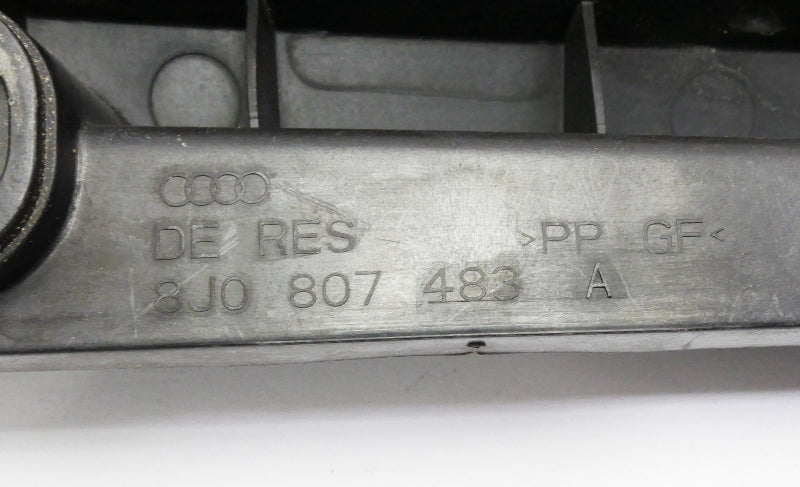 DE RES >PP GF<
8J0 807 483 A